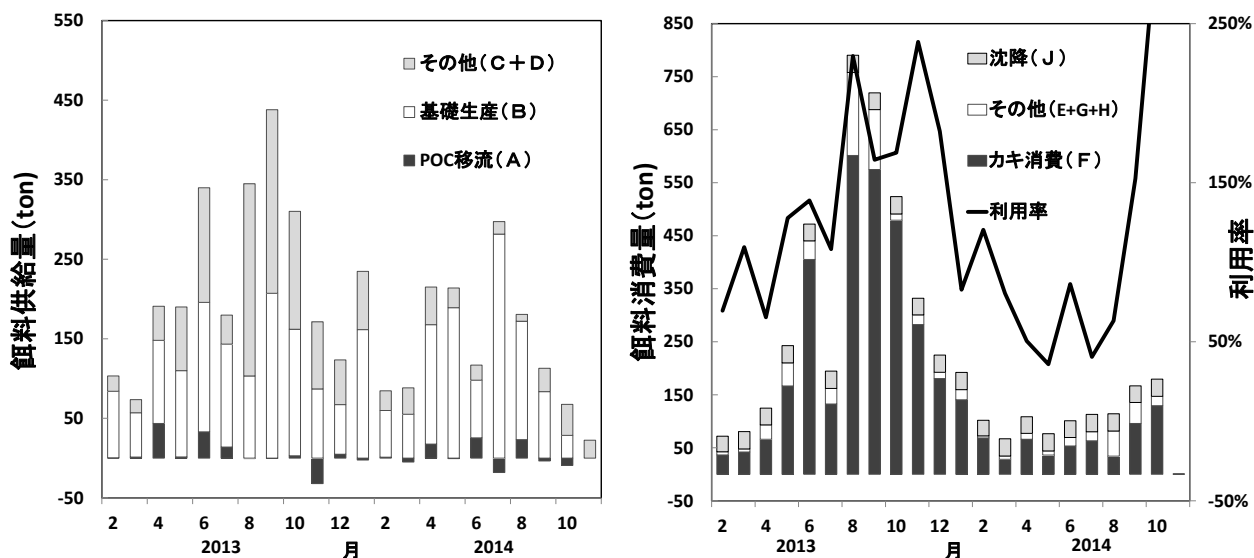 550
450
350
250
150
50
-50
餌料供給量(ton)
その他(C+D)
基礎生産(B)
POC移流(A)
2 4 6 8 10 12 2 4 6 8 10
2013 月 2014
850
750
650
550
450
350
250
150
50
-50
餌料消費量(ton)
沈降(J)
その他(E+G+H)
カキ消費(F)
利用率
250%
150%
50%
-50%
利用率
2 4 6 8 10 12 2 4 6 8 10
2013 月 2014